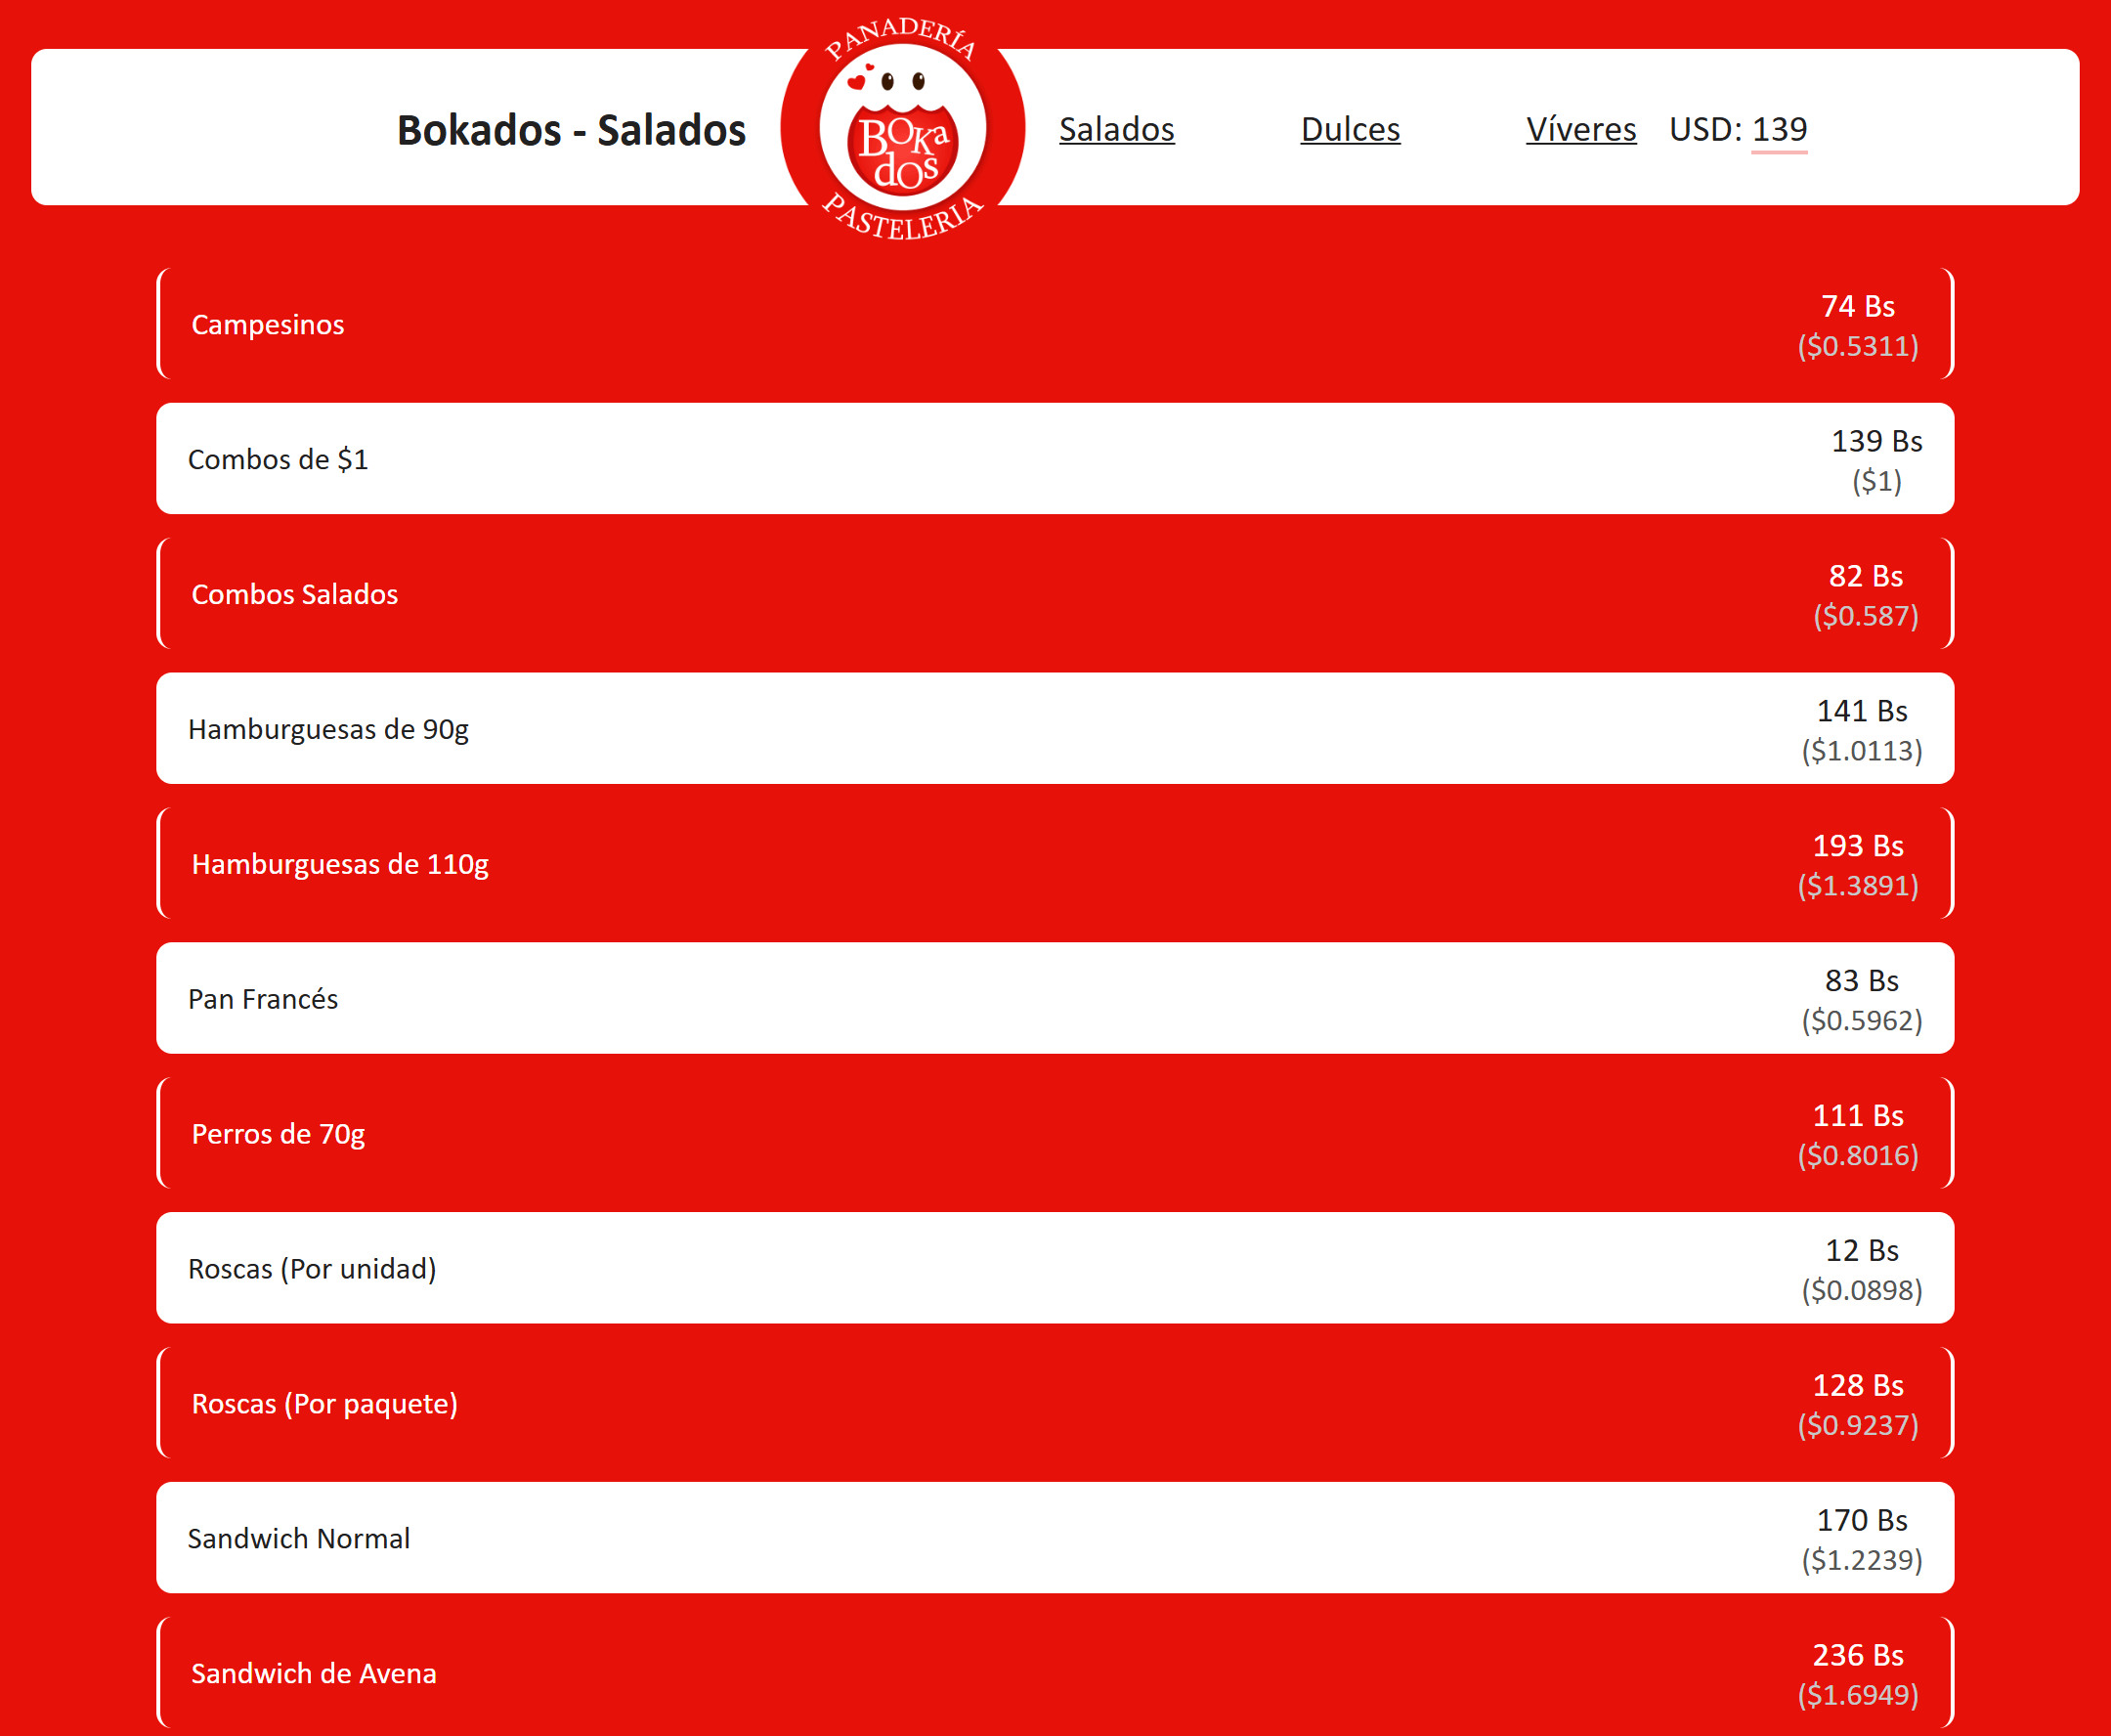 PANADERÍA
Bokados - Salados
BOKa
dos
PASTELERIA
Salados
Dulces
Víveres
USD: 139
Campesinos
74 Bs
($0.5311)
Combos de $1
139 Bs
($1)
Combos Salados
82 Bs
($0.587)
Hamburguesas de 90g
141 Bs
($1.0113)
Hamburguesas de 110g
193 Bs
($1.3891)
Pan Francés
83 Bs
($0.5962)
Perros de 70g
111 Bs
($0.8016)
Roscas (Por unidad)
12 Bs
($0.0898)
Roscas (Por paquete)
128 Bs
($0.9237)
Sandwich Normal
170 Bs
($1.2239)
Sandwich de Avena
236 Bs
($1.6949)